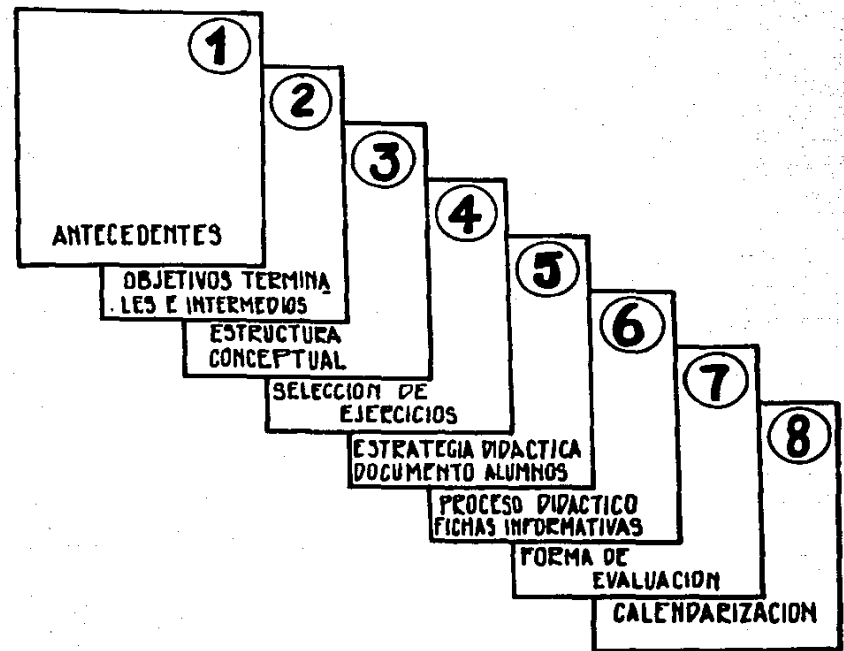 1
ANTECEDENTES
2
OBJETIVOS TERMINA
LES E INTERMEDIOS
3
ESTRUCTURA
CONCEPTUAL
4
SELECCION DE
EJERCICIOS
5
ESTRATEGIA DIDACTICA
DOCUMENTO ALUMNOS
6
PROCESO DIDACTICO
FICHAS INFORMATIVAS
7
FORMA DE
EVALUACION
8
CALENDARIZACION